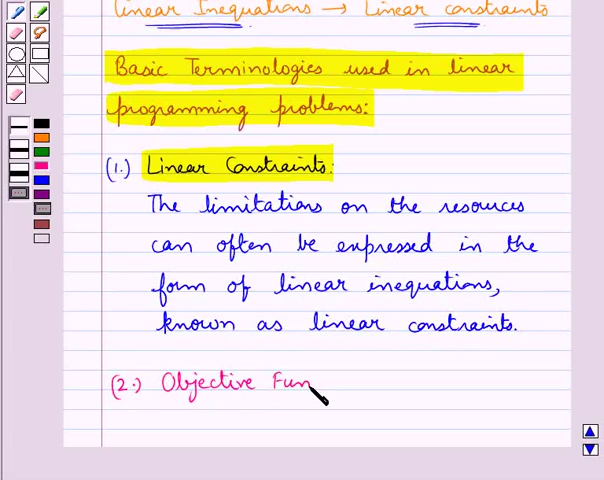 Linear Inequations → Linear constraints
Basic Terminologies used in linear
programming problems:
(1.) Linear Constraints:
The limitations on the resources
can often be expressed in the
form of linear inequations,
known as linear constraints.
(2.) Objective Fun